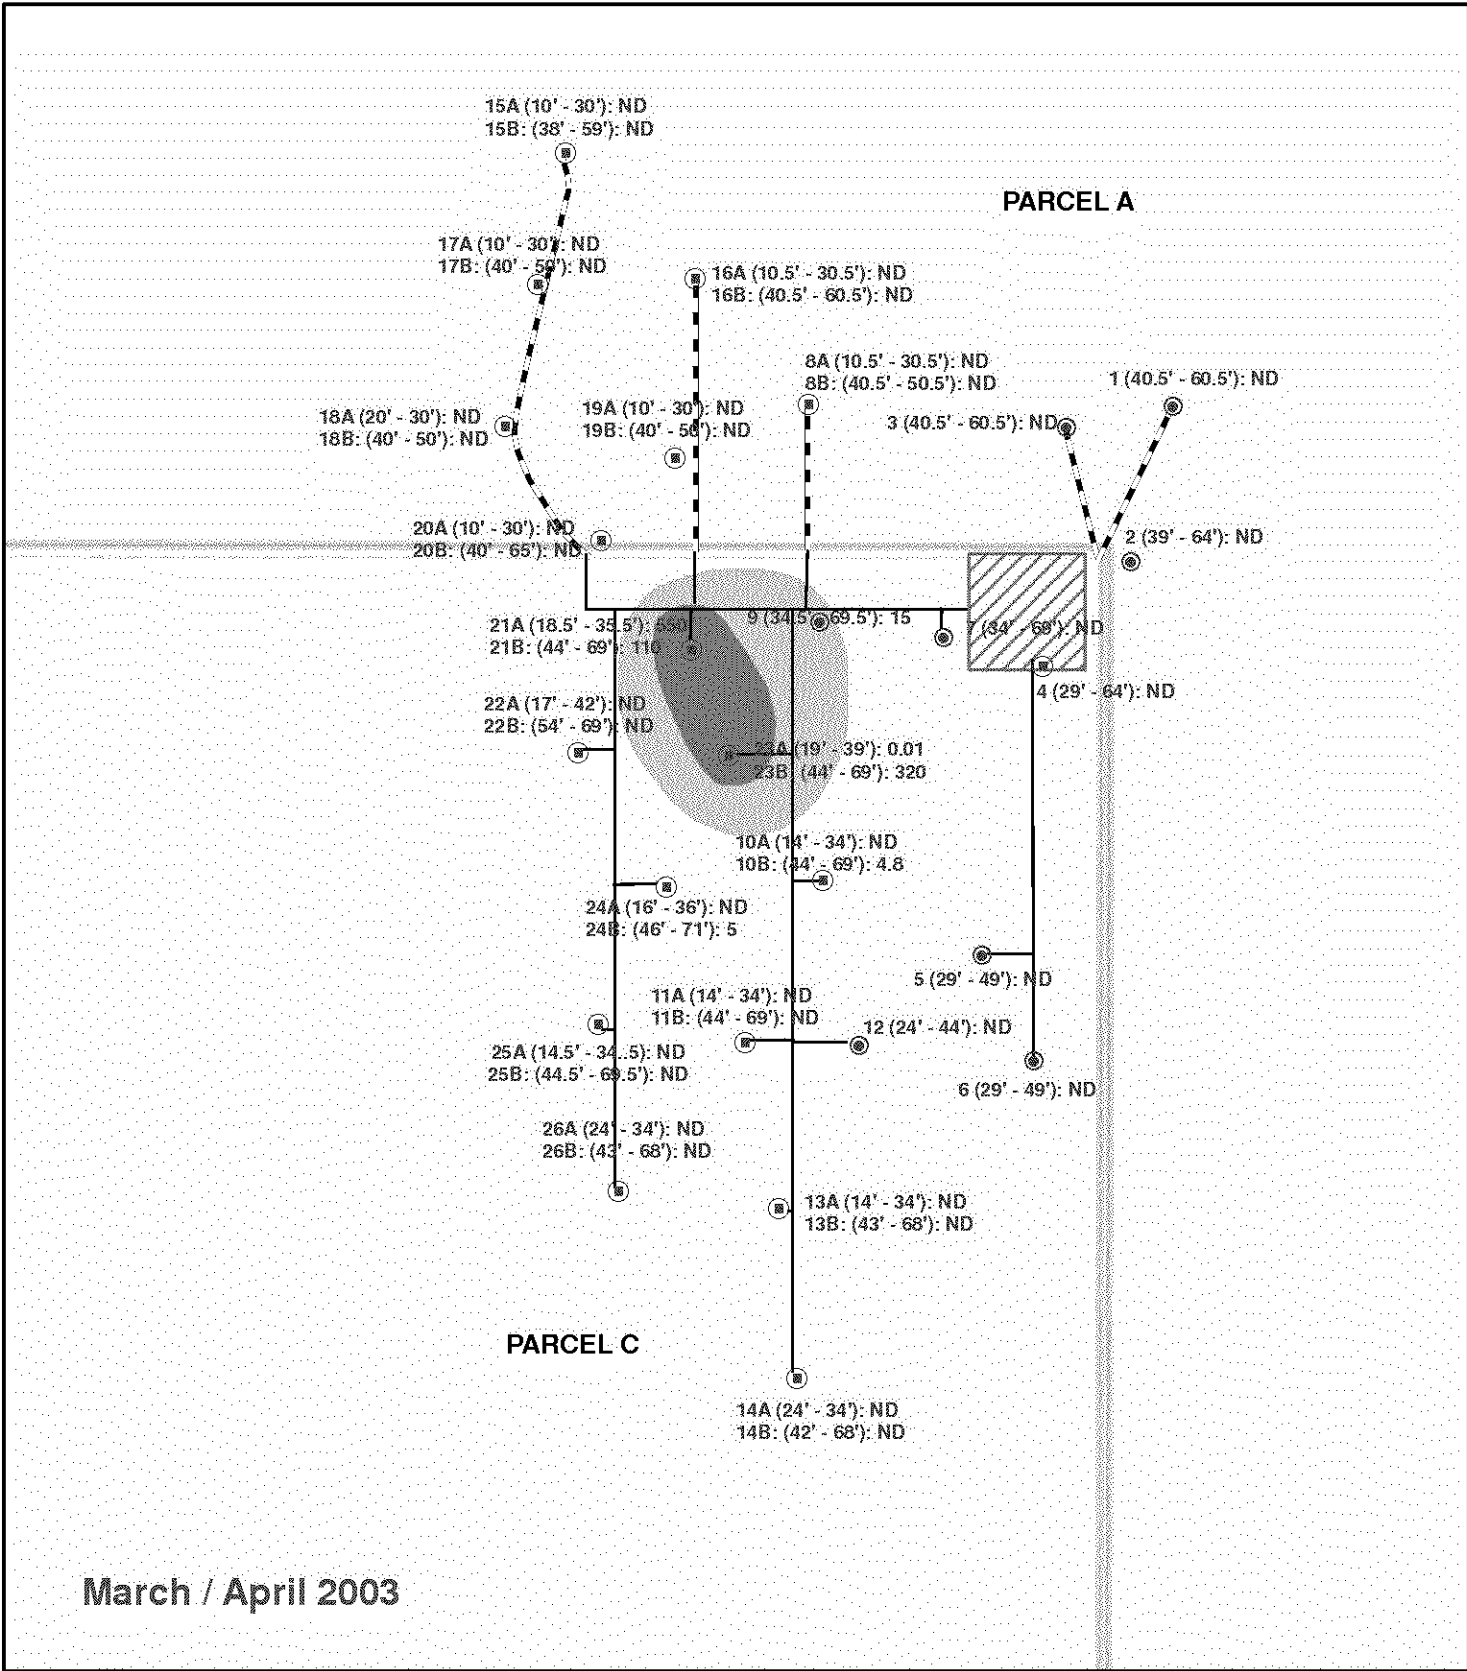 15A (10' - 30'): ND
15B: (38' - 59'): ND
PARCEL A
17A (10' - 30'): ND
17B: (40' - 50'): ND
16A (10.5' - 30.5'): ND
16B: (40.5' - 60.5'): ND
8A (10.5' - 30.5'): ND
8B: (40.5' - 50.5'): ND
1 (40.5' - 60.5'): ND
18A (20' - 30'): ND
18B: (40' - 50'): ND
19A (10' - 30'): ND
19B: (40' - 50'): ND
3 (40.5' - 60.5'): ND
20A (10' - 30'): ND
20B: (40' - 65'): ND
2 (39' - 64'): ND
21A (18.5' - 35.5'): 550
21B: (44' - 69'): 110
9 (34.5' - 69.5'): 15
7 (34' - 69'): ND
4 (29' - 64'): ND
22A (17' - 42'): ND
22B: (54' - 69'): ND
23A (19' - 39'): 0.01
23B: (44' - 69'): 320
10A (14' - 34'): ND
10B: (44' - 69'): 4.8
24A (16' - 36'): ND
24B: (46' - 71'): 5
5 (29' - 49'): ND
11A (14' - 34'): ND
11B: (44' - 69'): ND
12 (24' - 44'): ND
25A (14.5' - 34..5): ND
25B: (44.5' - 69.5'): ND
6 (29' - 49'): ND
26A (24' - 34'): ND
26B: (43' - 68'): ND
13A (14' - 34'): ND
13B: (43' - 68'): ND
PARCEL C
14A (24' - 34'): ND
14B: (42' - 68'): ND
March / April 2003